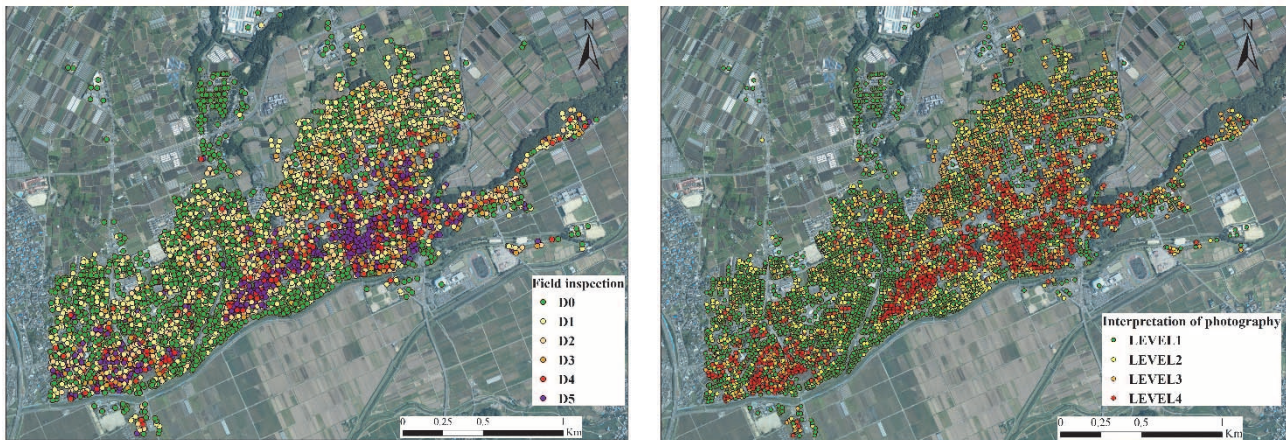 N
Field inspection
D0
D1
D2
D3
D4
D5
0 0,25 0,5 1
Km
N
Interpretation of photography
LEVEL1
LEVEL2
LEVEL3
LEVEL4
0 0,25 0,5 1
Km